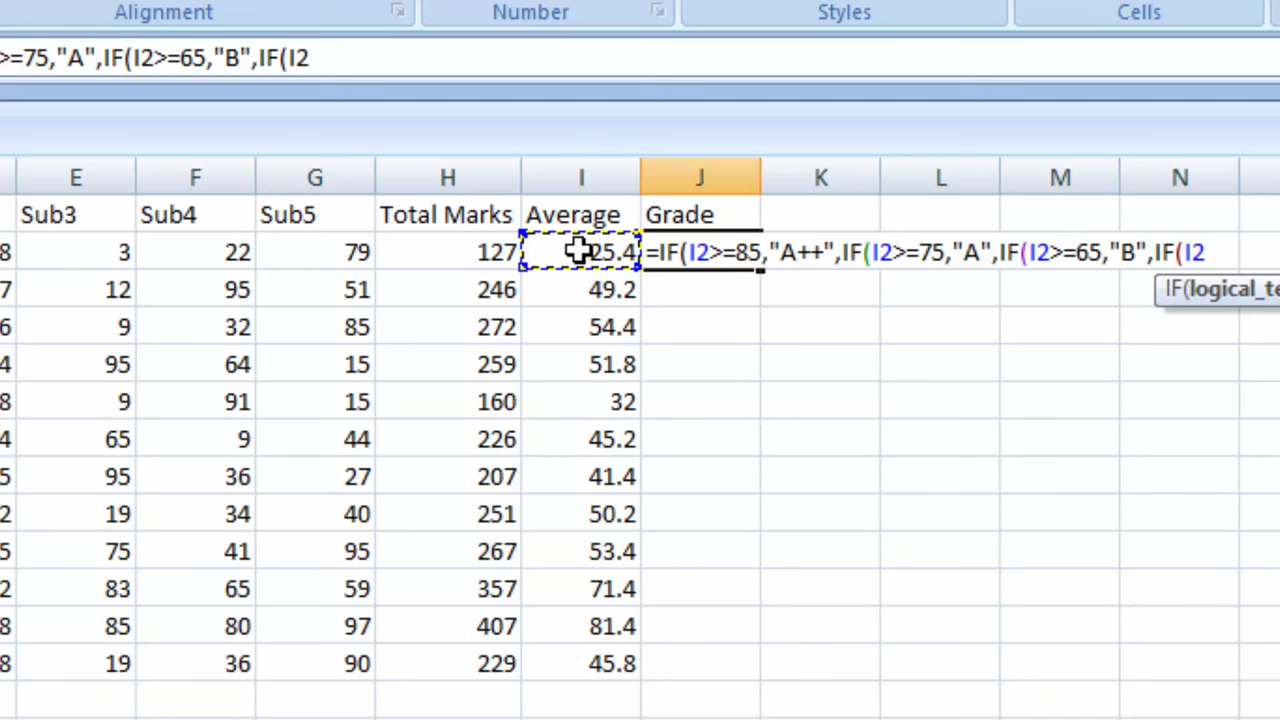 Alignment Number Styles Cells
>=75,"A",IF(I2>=65,"B",IF(I2
E F G H I J K L M N
Sub3 Sub4 Sub5 Total Marks Average Grade
8 3 22 79 127 25.4 =IF(I2>=85,"A++",IF(I2>=75,"A",IF(I2>=65,"B",IF(I2
7 12 95 51 246 49.2
IF(logical_te
6 9 32 85 272 54.4
4 95 64 15 259 51.8
8 9 91 15 160 32
4 65 9 44 226 45.2
5 95 36 27 207 41.4
2 19 34 40 251 50.2
5 75 41 95 267 53.4
2 83 65 59 357 71.4
8 85 80 97 407 81.4
8 19 36 90 229 45.8